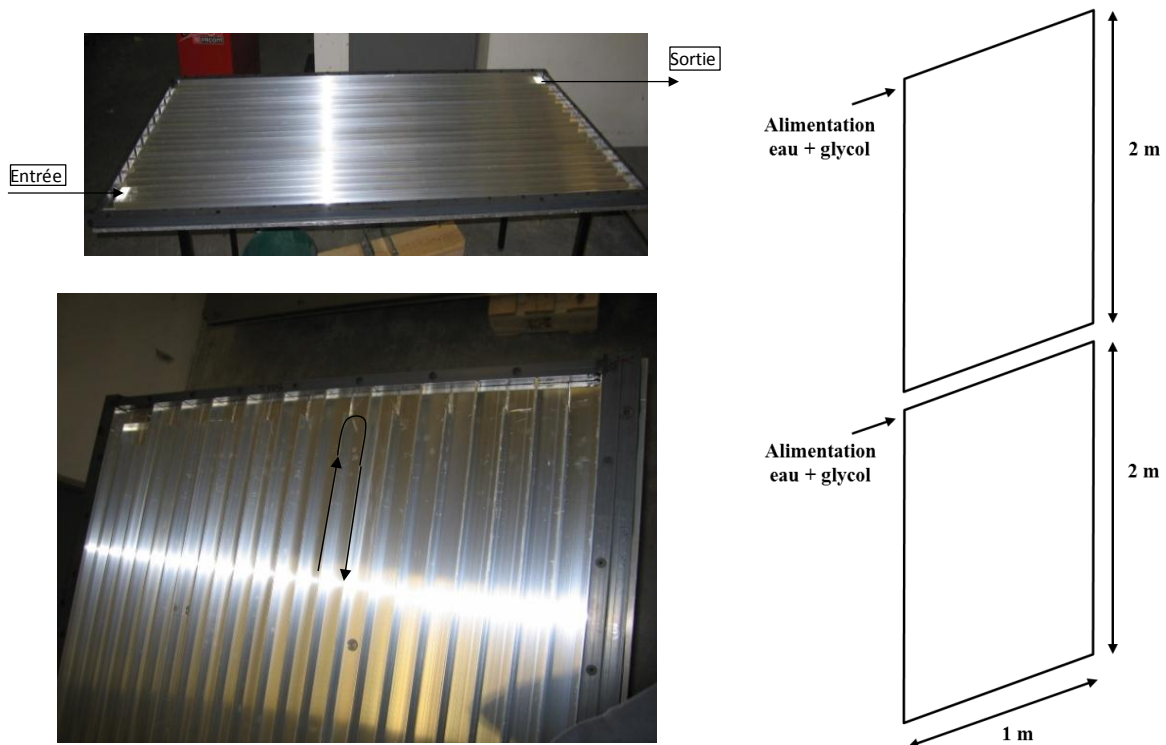 Sortie
Entrée
Alimentation
eau + glycol
2 m
Alimentation
eau + glycol
2 m
1 m